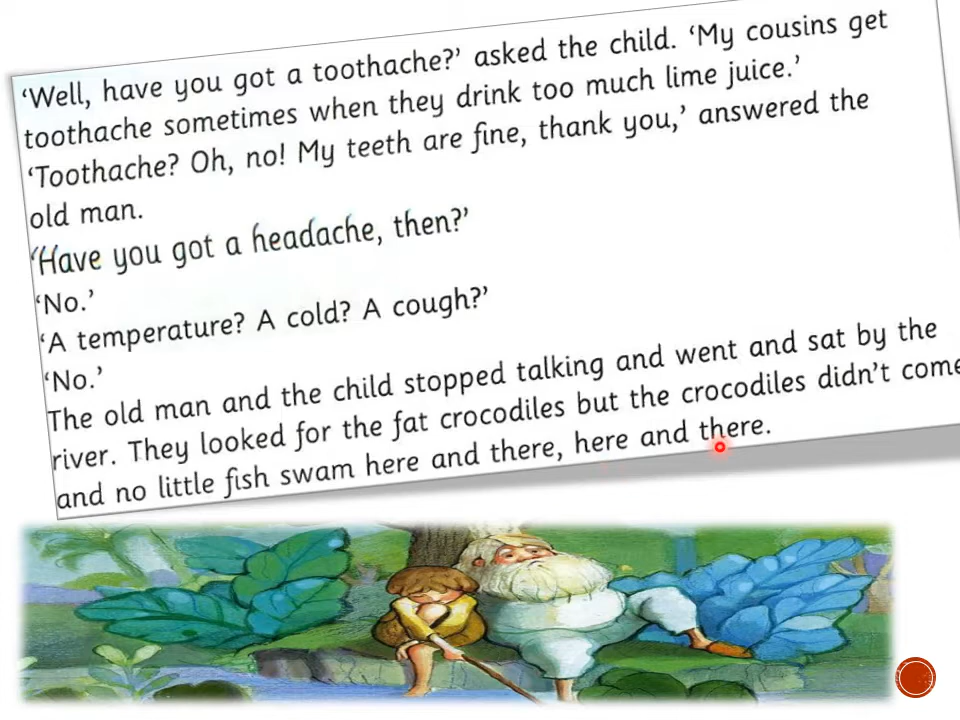 ‘Well, have you got a toothache?’ asked the child. ‘My cousins get
toothache sometimes when they drink too much lime juice.’
‘Toothache? Oh, no! My teeth are fine, thank you,’ answered the
old man.
‘Have you got a headache, then?’
‘No.’
‘A temperature? A cold? A cough?’
‘No.’
The old man and the child stopped talking and went and sat by the
river. They looked for the fat crocodiles but the crocodiles didn’t come
and no little fish swam here and there, here and there.